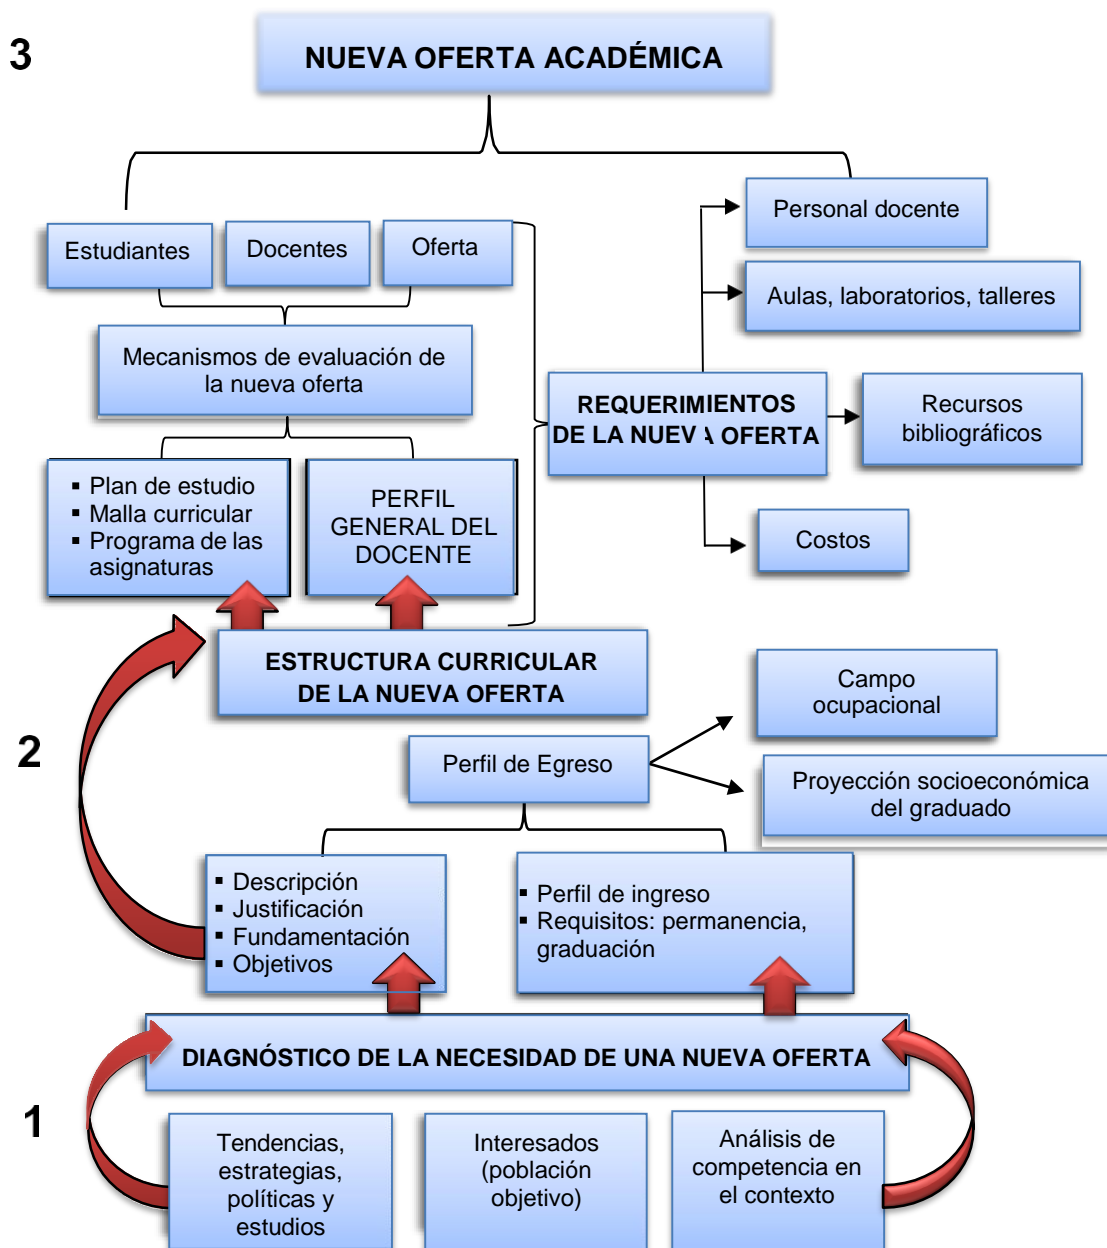 3
NUEVA OFERTA ACADÉMICA
Estudiantes
Docentes
Oferta
Personal docente
Aulas, laboratorios, talleres
Mecanismos de evaluación de
la nueva oferta
REQUERIMIENTOS
DE LA NUEVA OFERTA
Recursos
bibliográficos
▪ Plan de estudio
▪ Malla curricular
▪ Programa de las
asignaturas
PERFIL
GENERAL DEL
DOCENTE
Costos
ESTRUCTURA CURRICULAR
DE LA NUEVA OFERTA
2
Perfil de Egreso
Campo
ocupacional
Proyección socioeconómica
del graduado
▪ Descripción
▪ Justificación
▪ Fundamentación
▪ Objetivos
▪ Perfil de ingreso
▪ Requisitos: permanencia,
graduación
DIAGNÓSTICO DE LA NECESIDAD DE UNA NUEVA OFERTA
1
Tendencias,
estrategias,
políticas y
estudios
Interesados
(población
objetivo)
Análisis de
competencia en
el contexto